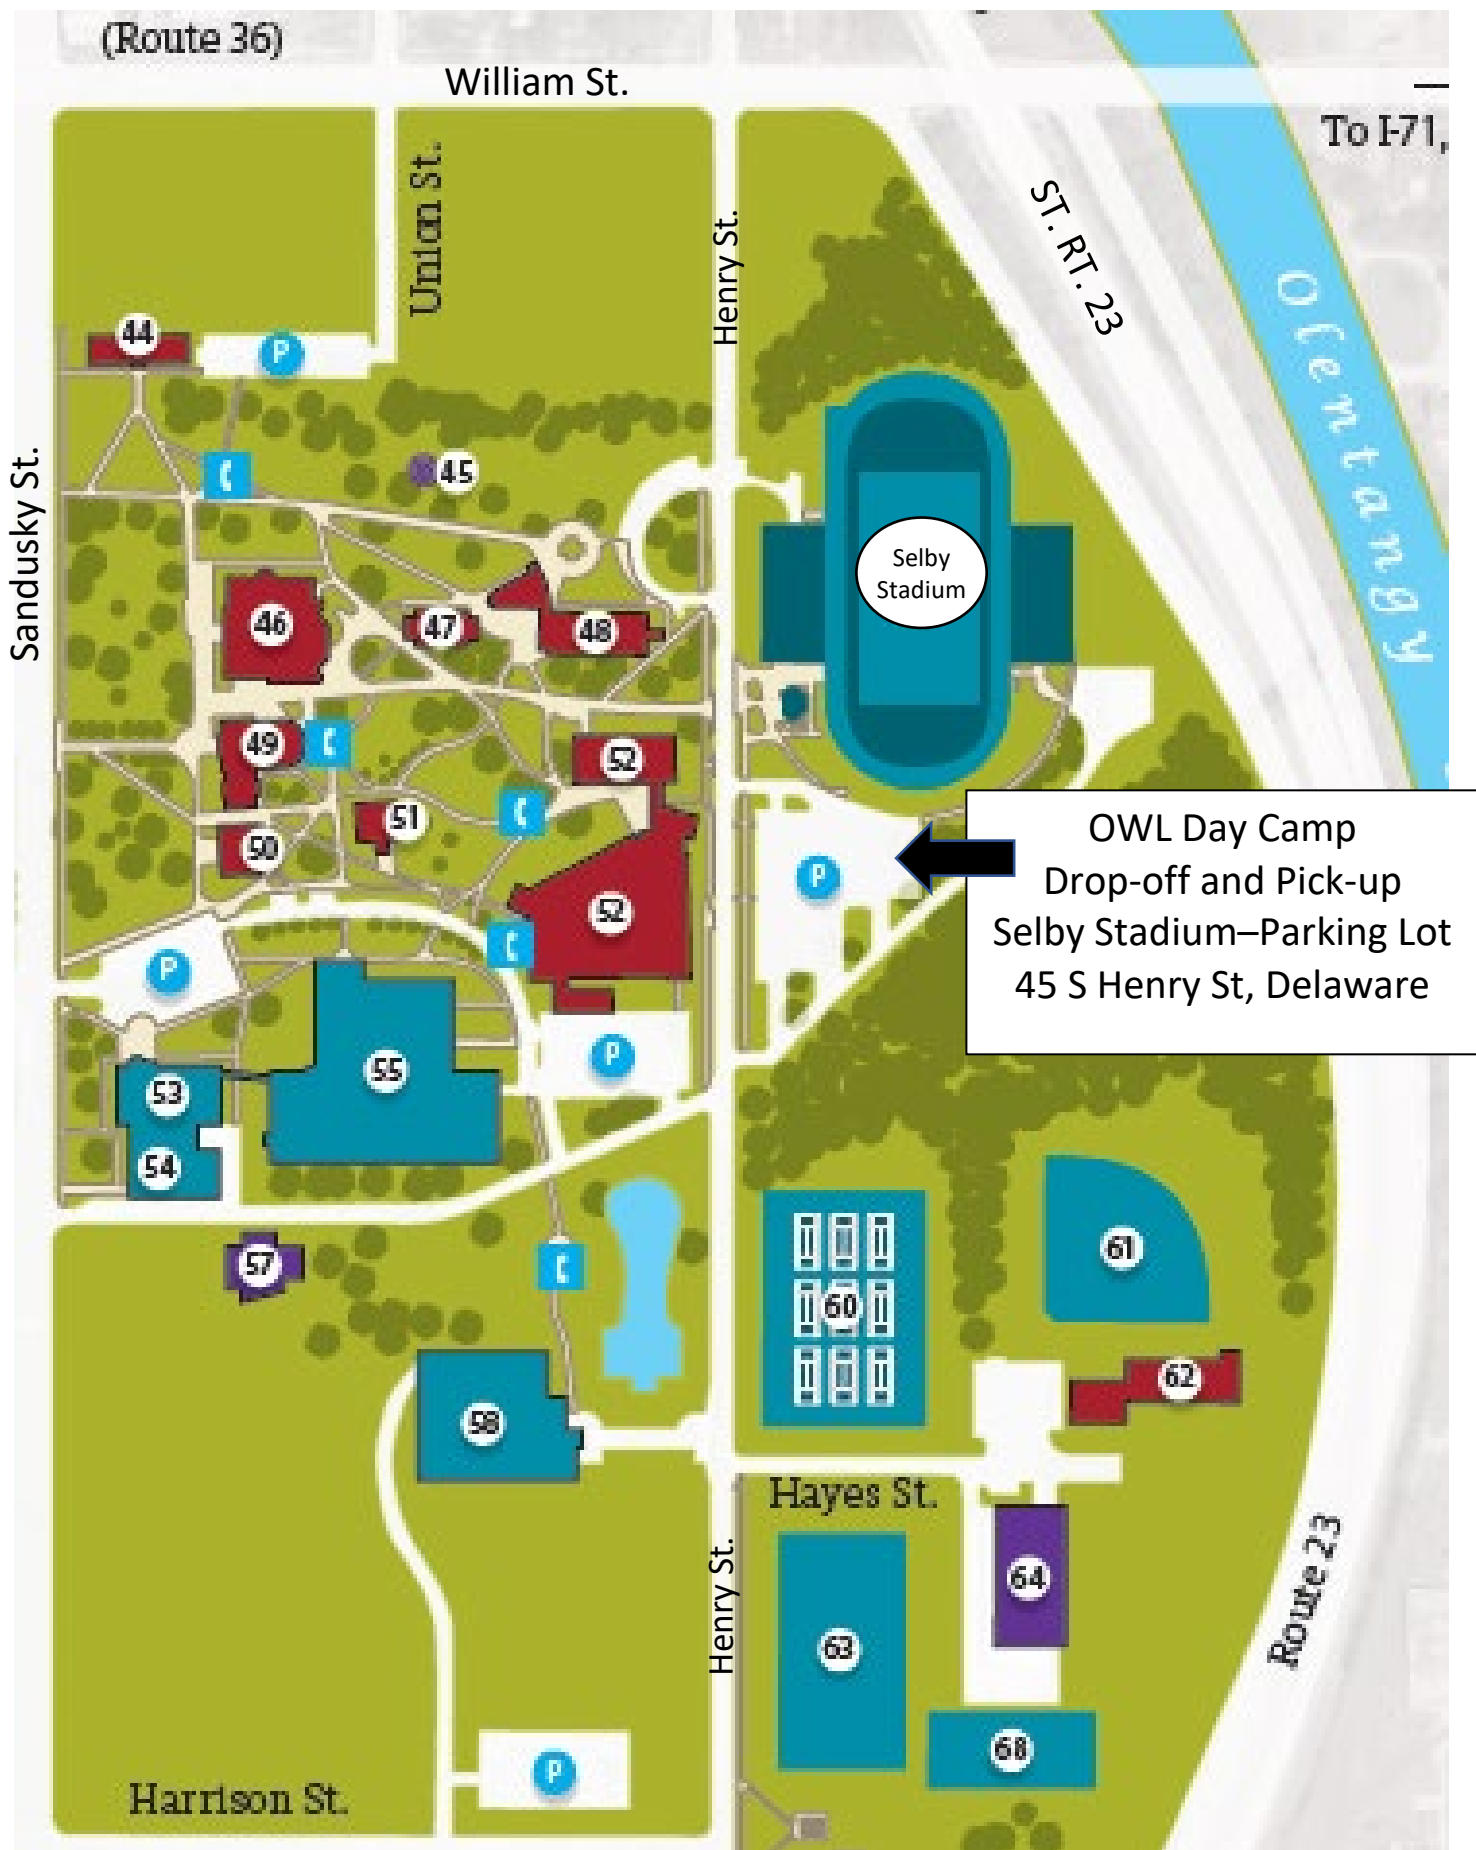 (Route 36)
William St.
To I-71,
Union St.
Henry St.
ST. RT. 23
Olentangy
Sandusky St.
44
P
45
Selby
Stadium
46
47
48
49
52
51
50
P
52
P
OWL Day Camp
Drop-off and Pick-up
Selby Stadium–Parking Lot
45 S Henry St, Delaware
55
P
53
54
57
61
60
62
58
Hayes St.
Henry St.
64
Route 23
63
68
P
Harrison St.